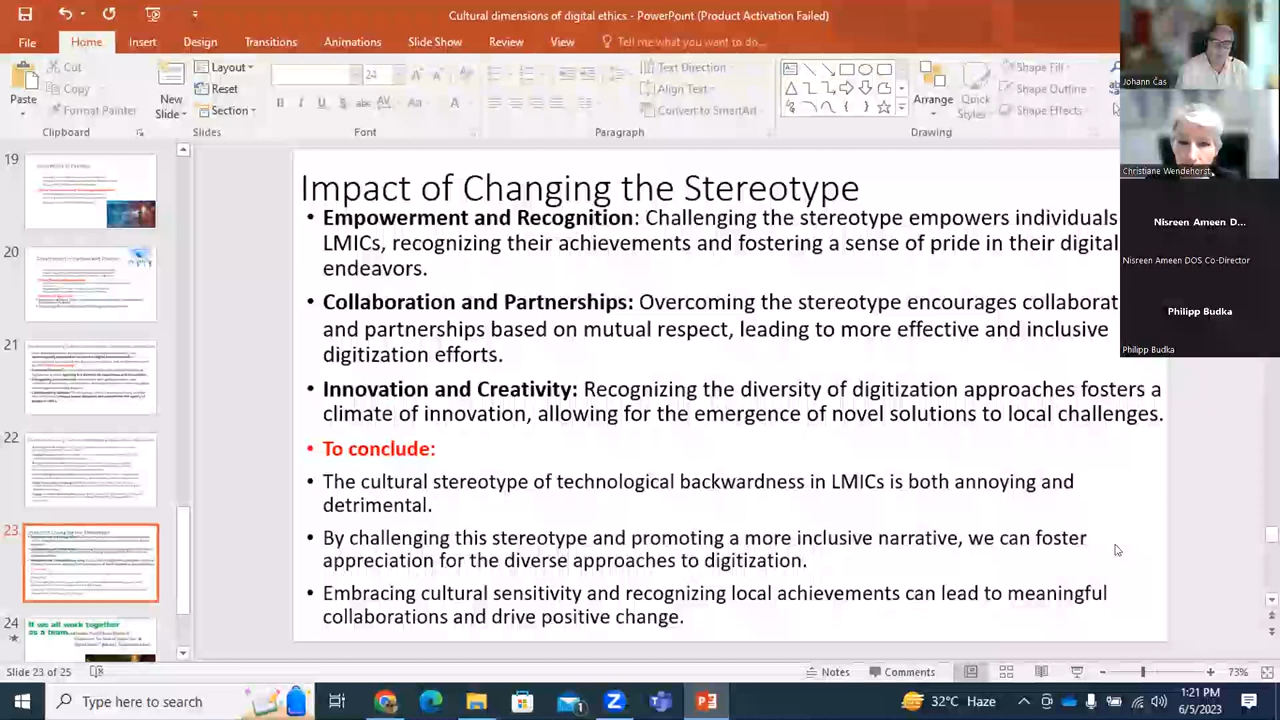 Cultural dimensions of digital ethics - PowerPoint (Product Activation Failed)
File Home Insert Design Transitions Animations Slide Show Review View Tell me what you want to do...
Cut
Copy
Format Painter
Paste
Clipboard
New
Slide
Layout
Reset
Section
Slides
24
Font
Text Direction
Align Text
Convert to SmartArt
Paragraph
Arrange
Quick
Styles
Shape Fill
Shape Outline
Shape Effects
Drawing
Johann Čas
Christiane Wendehorst
Nisreen Ameen D...
Nisreen Ameen DOS Co-Director
Philipp Budka
Philipp Budka
19
20
21
22
23
24
If we all work together
as a team
Impact of Changing the Stereotype
• Empowerment and Recognition: Challenging the stereotype empowers individuals
LMICs, recognizing their achievements and fostering a sense of pride in their digital
endeavors.
Collaboration and Partnerships: Overcoming the stereotype encourages collaborat
and partnerships based on mutual respect, leading to more effective and inclusive
digitization efforts.
• Innovation and Creativity: Recognizing the diversity of digitization approaches fosters a
climate of innovation, allowing for the emergence of novel solutions to local challenges.
• To conclude:
• The cultural stereotype of technological backwardness in LMICs is both annoying and
detrimental.
• By challenging this stereotype and promoting a more inclusive narrative, we can foster
appreciation for the diverse approaches to digitization.
• Embracing cultural sensitivity and recognizing local achievements can lead to meaningful
collaborations and drive positive change.
Slide 23 of 25
Notes
Comments
73%
Type here to search
32°C Haze
1:21 PM
6/5/2023